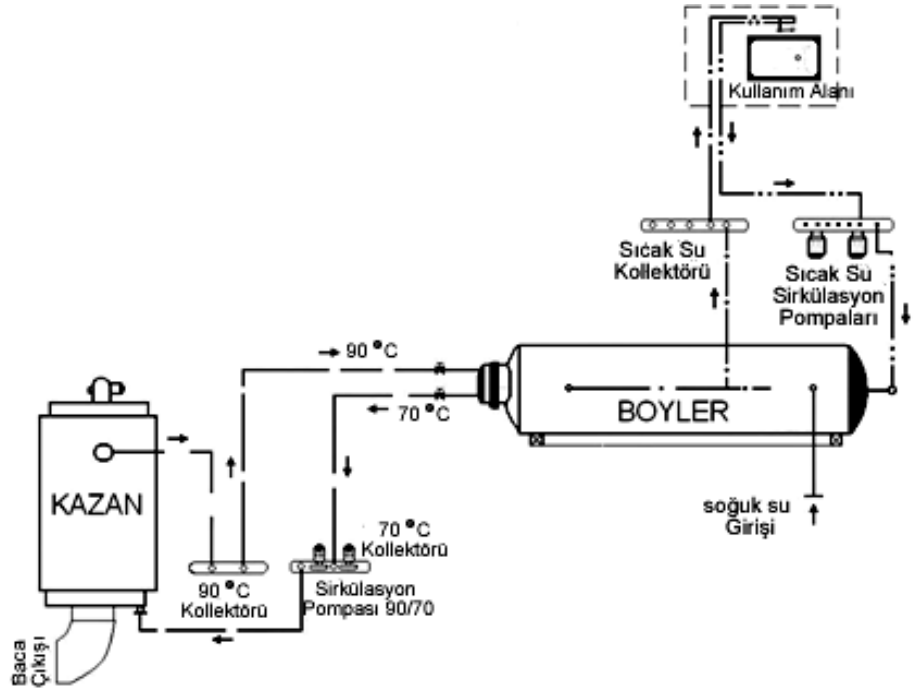 Kullanım Alanı
Sıcak Su
Kollektörü
Sıcak Su
Sirkülasyon
Pompaları
90 °C
70 °C
BOYLER
KAZAN
soğuk su
Girişi
70 °C
Kollektörü
90 °C
Kollektörü
Sirkülasyon
Pompası 90/70
Baca
Çıkışı